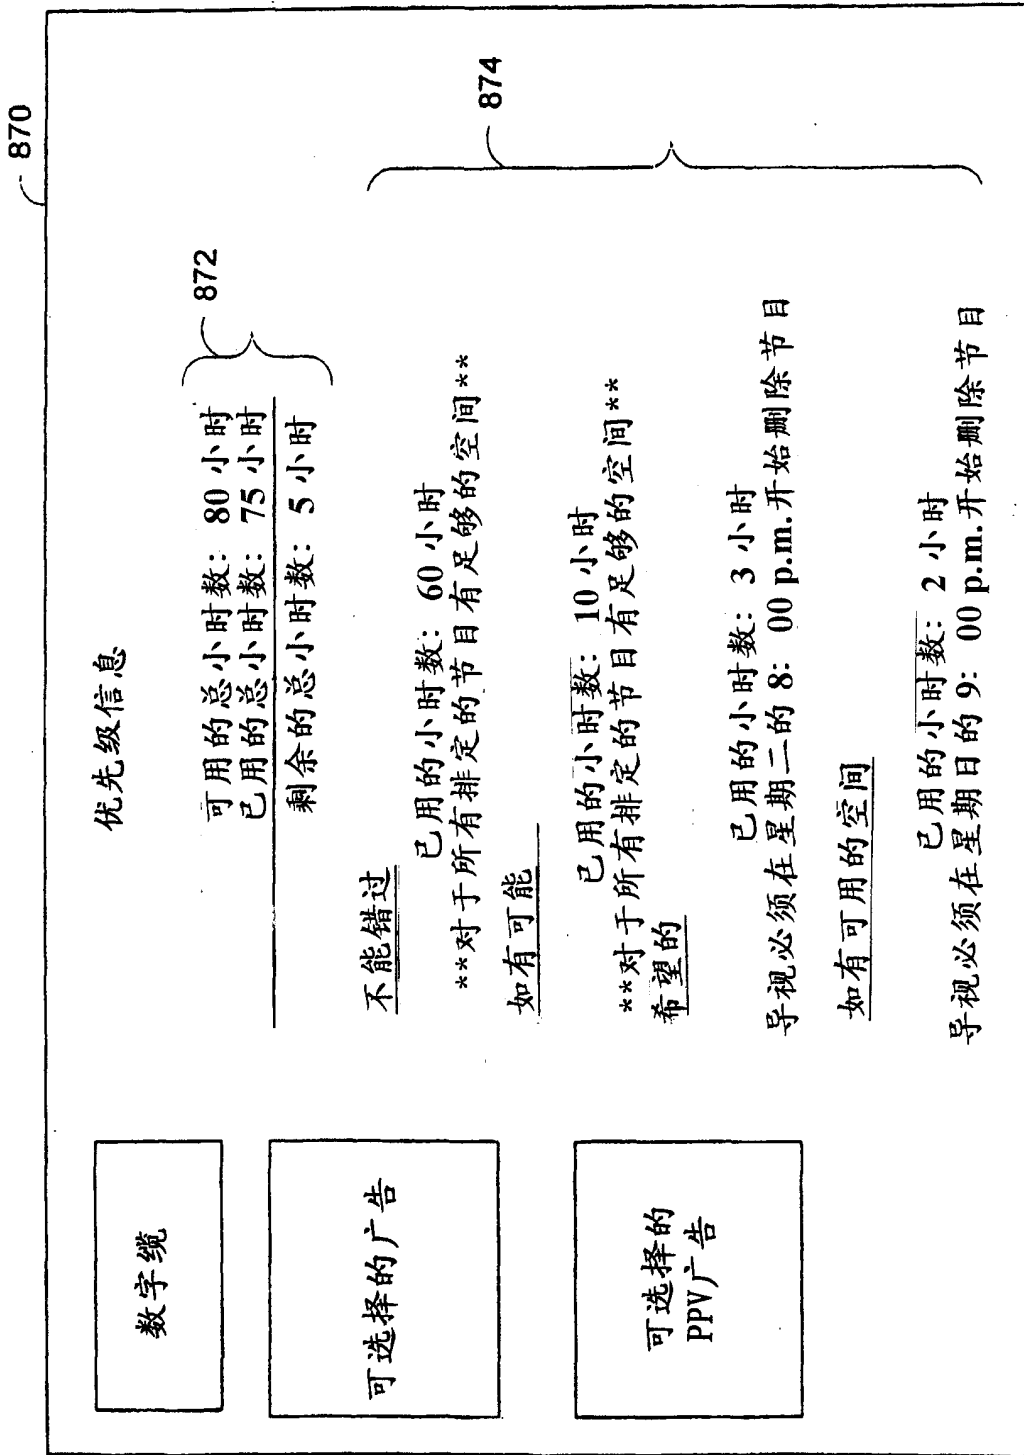 870
数字缆
可选择的广告
可选择的
PPV广告
优先级信息
可用的总小时数: 80 小时
已用的总小时数: 75 小时
剩余的总小时数: 5 小时
872
874
不能错过
已用的小时数: 60 小时
**对于所有排定的节目有足够的空间**
如有可能
已用的小时数: 10 小时
**对于所有排定的节目有足够的空间**
希望的
已用的小时数: 3 小时
导视必须在星期二的 8: 00 p.m.开始删除节目
如有可用的空间
已用的小时数: 2 小时
导视必须在星期日的 9: 00 p.m.开始删除节目